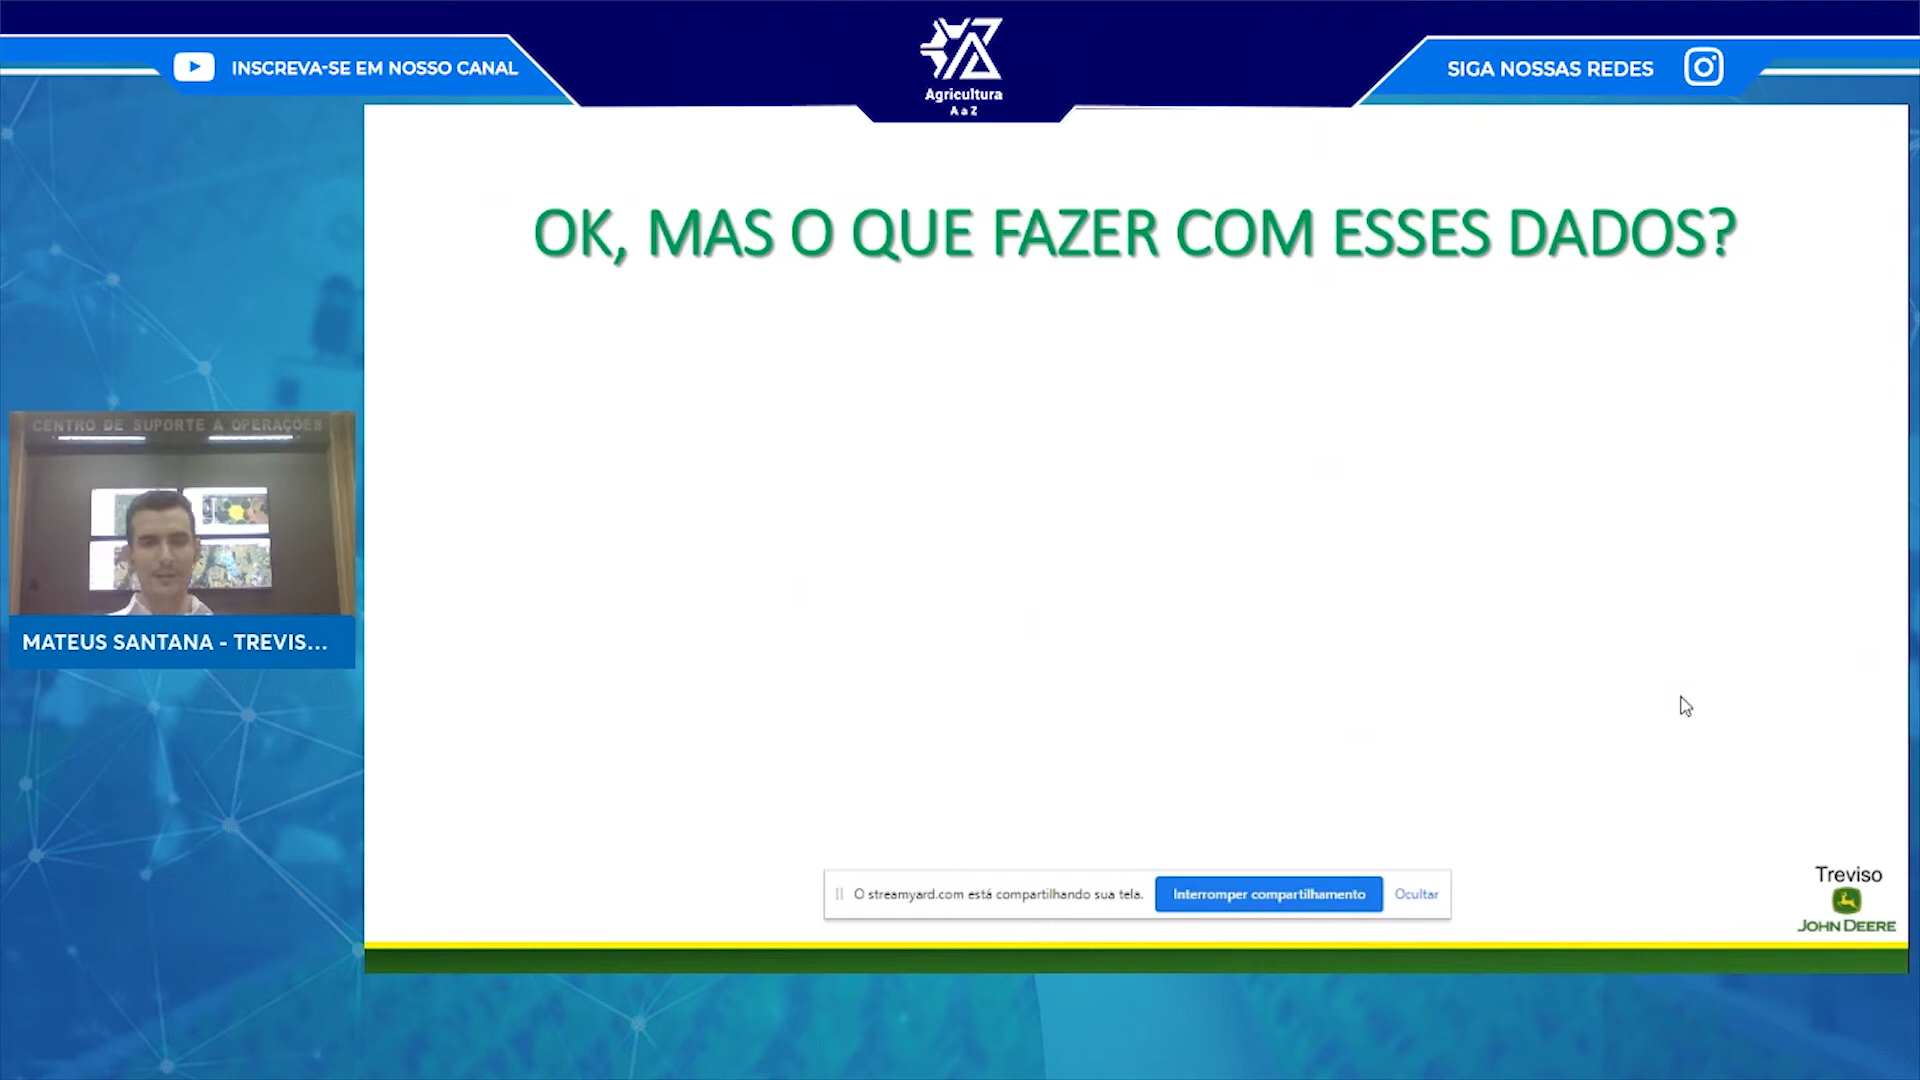 INSCREVA-SE EM NOSSO CANAL
Agricultura
A a Z
SIGA NOSSAS REDES
OK, MAS O QUE FAZER COM ESSES DADOS?
CENTRO DE SUPORTE A OPERAÇÕES
MATEUS SANTANA - TREVIS...
O streamyard.com está compartilhando sua tela.
Interromper compartilhamento
Ocultar
Treviso
JOHN DEERE